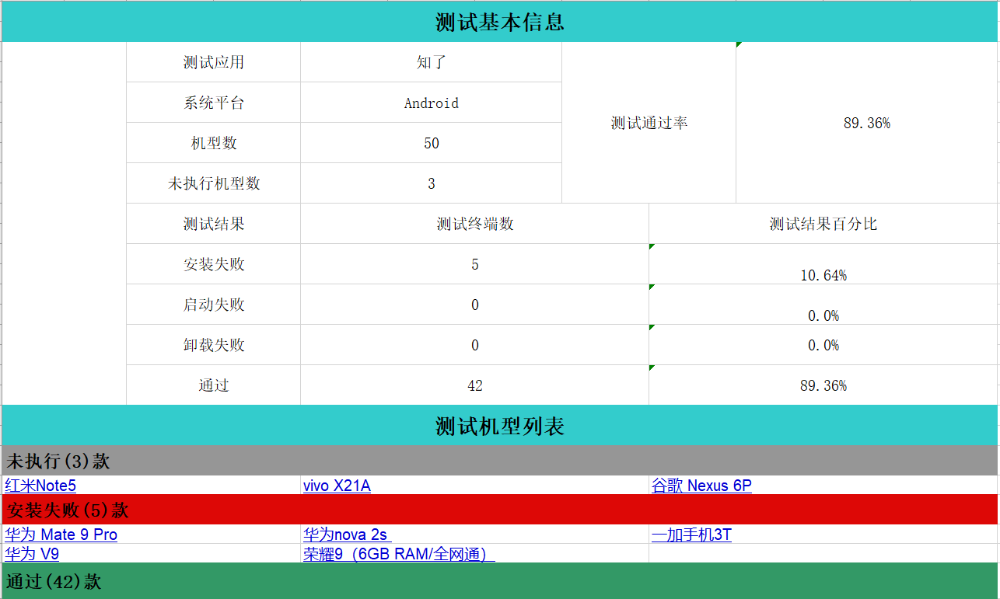 测试基本信息
测试应用 知了 测试通过率 89.36%
系统平台 Android
机型数 50
未执行机型数 3
测试结果 测试终端数 测试结果百分比
安装失败 5 10.64%
启动失败 0 0.0%
卸载失败 0 0.0%
通过 42 89.36%
测试机型列表
未执行(3)款
红米Note5 vivo X21A 谷歌 Nexus 6P
安装失败(5)款
华为 Mate 9 Pro 华为nova 2s 一加手机3T
华为 V9 荣耀9（6GB RAM/全网通）
通过(42)款